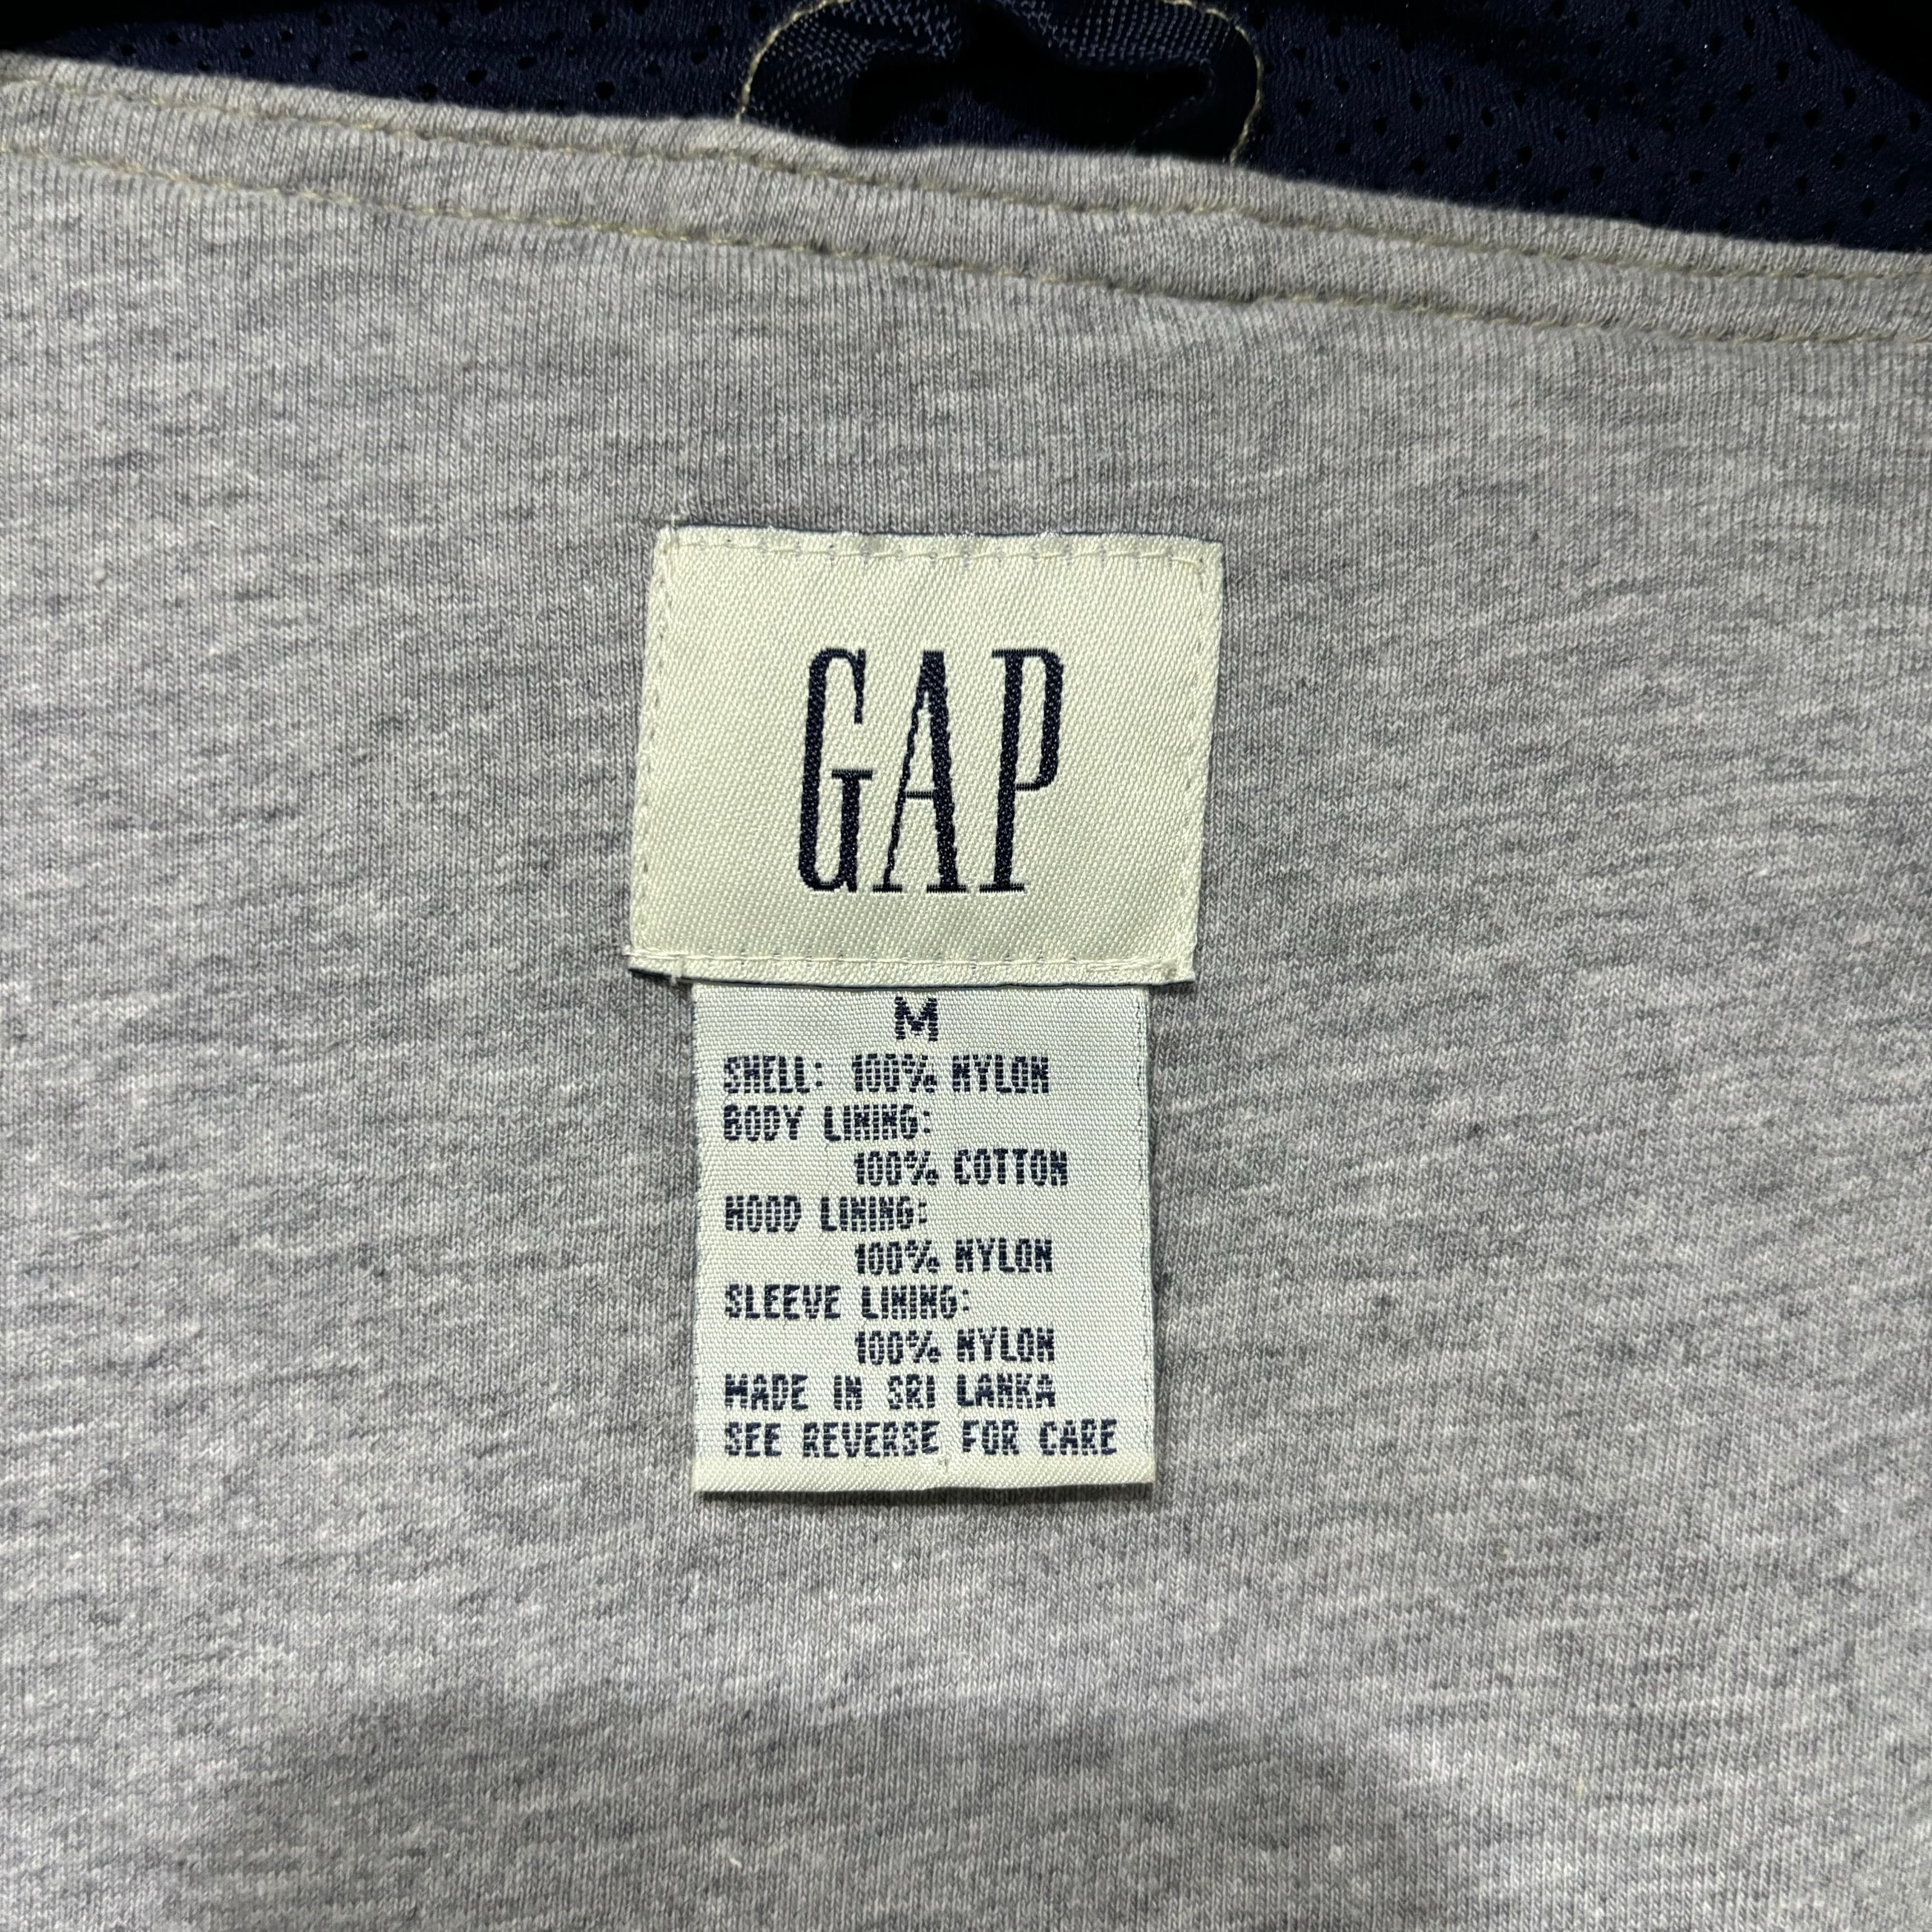 GAP
M
SHELL: 100% NYLON
BODY LINING:
100% COTTON
HOOD LINING:
100% NYLON
SLEEVE LINING:
100% NYLON
MADE IN SRI LANKA
SEE REVERSE FOR CARE